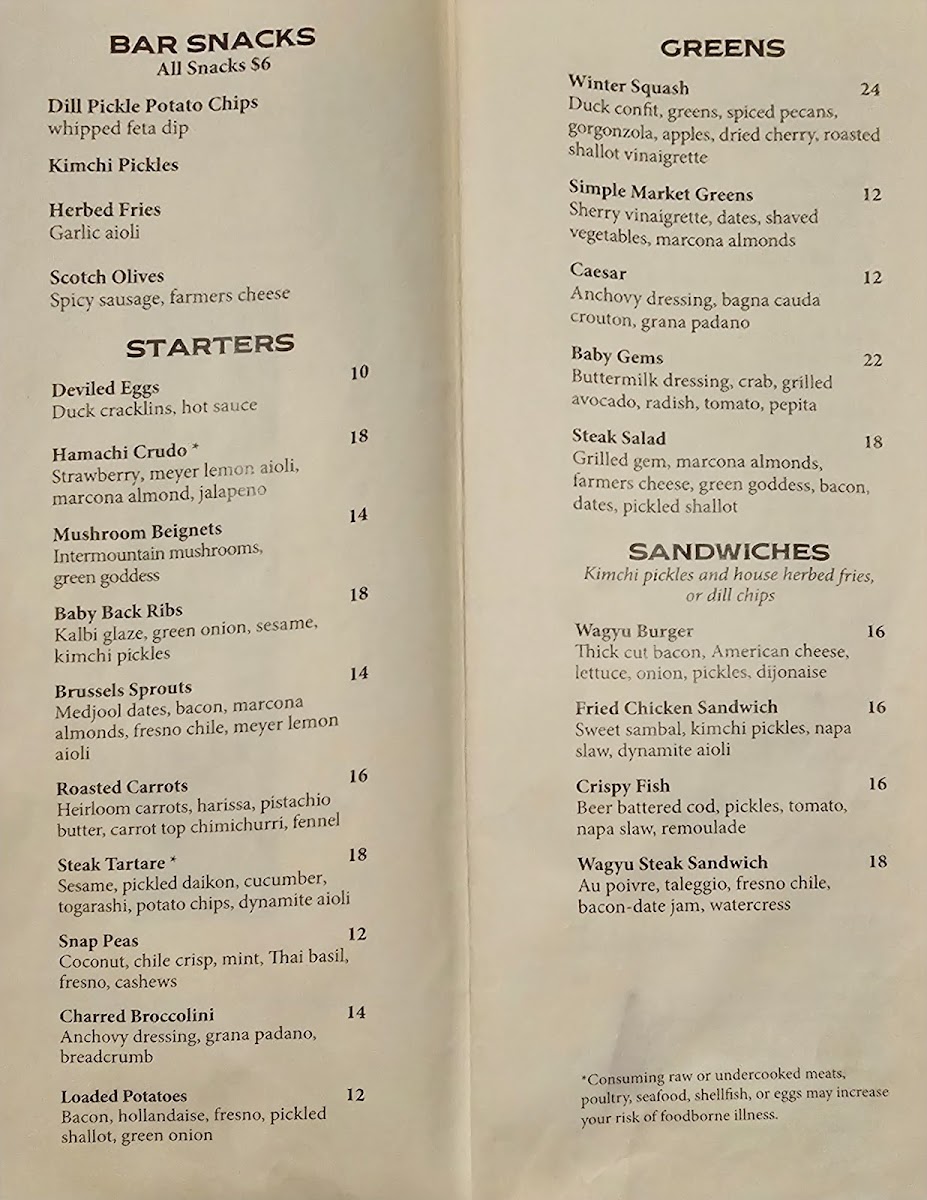 BAR SNACKS
All Snacks $6
Dill Pickle Potato Chips
whipped feta dip
Kimchi Pickles
Herbed Fries
Garlic aioli
Scotch Olives
Spicy sausage, farmers cheese
STARTERS
Deviled Eggs 10
Duck cracklins, hot sauce
Hamachi Crudo * 18
Strawberry, meyer lemon aioli,
marcona almond, jalapeno
Mushroom Beignets 14
Intermountain mushrooms,
green goddess
Baby Back Ribs 18
Kalbi glaze, green onion, sesame,
kimchi pickles
Brussels Sprouts 14
Medjool dates, bacon, marcona
almonds, fresno chile, meyer lemon
aioli
Roasted Carrots 16
Heirloom carrots, harissa, pistachio
butter, carrot top chimichurri, fennel
Steak Tartare * 18
Sesame, pickled daikon, cucumber,
togarashi, potato chips, dynamite aioli
Snap Peas 12
Coconut, chile crisp, mint, Thai basil,
fresno, cashews
Charred Broccolini 14
Anchovy dressing, grana padano,
breadcrumb
Loaded Potatoes 12
Bacon, hollandaise, fresno, pickled
shallot, green onion
GREENS
Winter Squash 24
Duck confit, greens, spiced pecans,
gorgonzola, apples, dried cherry, roasted
shallot vinaigrette
Simple Market Greens 12
Sherry vinaigrette, dates, shaved
vegetables, marcona almonds
Caesar 12
Anchovy dressing, bagna cauda
crouton, grana padano
Baby Gems 22
Buttermilk dressing, crab, grilled
avocado, radish, tomato, pepita
Steak Salad 18
Grilled gem, marcona almonds,
farmers cheese, green goddess, bacon,
dates, pickled shallot
SANDWICHES
Kimchi pickles and house herbed fries,
or dill chips
Wagyu Burger 16
Thick cut bacon, American cheese,
lettuce, onion, pickles, dijonaise
Fried Chicken Sandwich 16
Sweet sambal, kimchi pickles, napa
slaw, dynamite aioli
Crispy Fish 16
Beer battered cod, pickles, tomato,
napa slaw, remoulade
Wagyu Steak Sandwich 18
Au poivre, taleggio, fresno chile,
bacon-date jam, watercress
*Consuming raw or undercooked meats,
poultry, seafood, shellfish, or eggs may increase
your risk of foodborne illness.